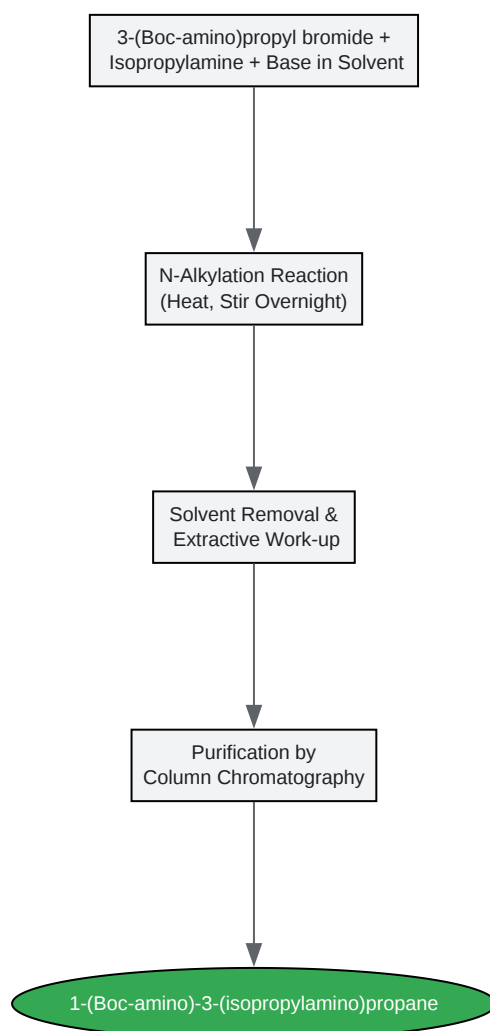 3-(Boc-amino)propyl bromide +
Isopropylamine + Base in Solvent
N-Alkylation Reaction
(Heat, Stir Overnight)
Solvent Removal &
Extractive Work-up
Purification by
Column Chromatography
1-(Boc-amino)-3-(isopropylamino)propane